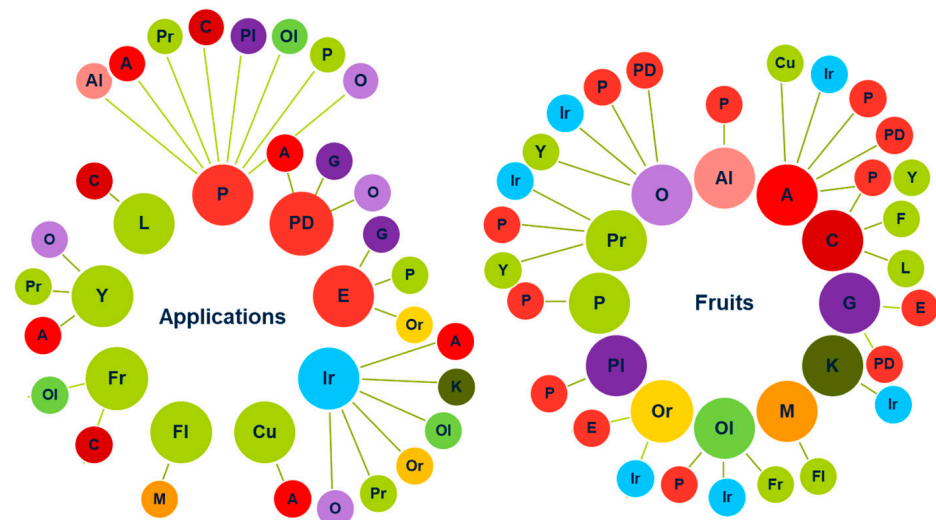 Al
A
Pr
C
Pl
Ol
P
O
P
A
G
O
PD
C
L
G
P
Or
E
O
Pr
A
Y
Applications
Ol
C
Fr
M
Fl
A
Cu
A
K
Ol
Or
Pr
O
Ir
P
Al
Cu
Ir
P
PD
P
A
PD
P
Ir
Y
O
Ir
P
Y
Pr
P
P
Y
F
L
C
Fruits
E
PD
G
Ir
K
P
Pl
E
Ir
Or
P
Ir
Fr
Ol
Fl
M